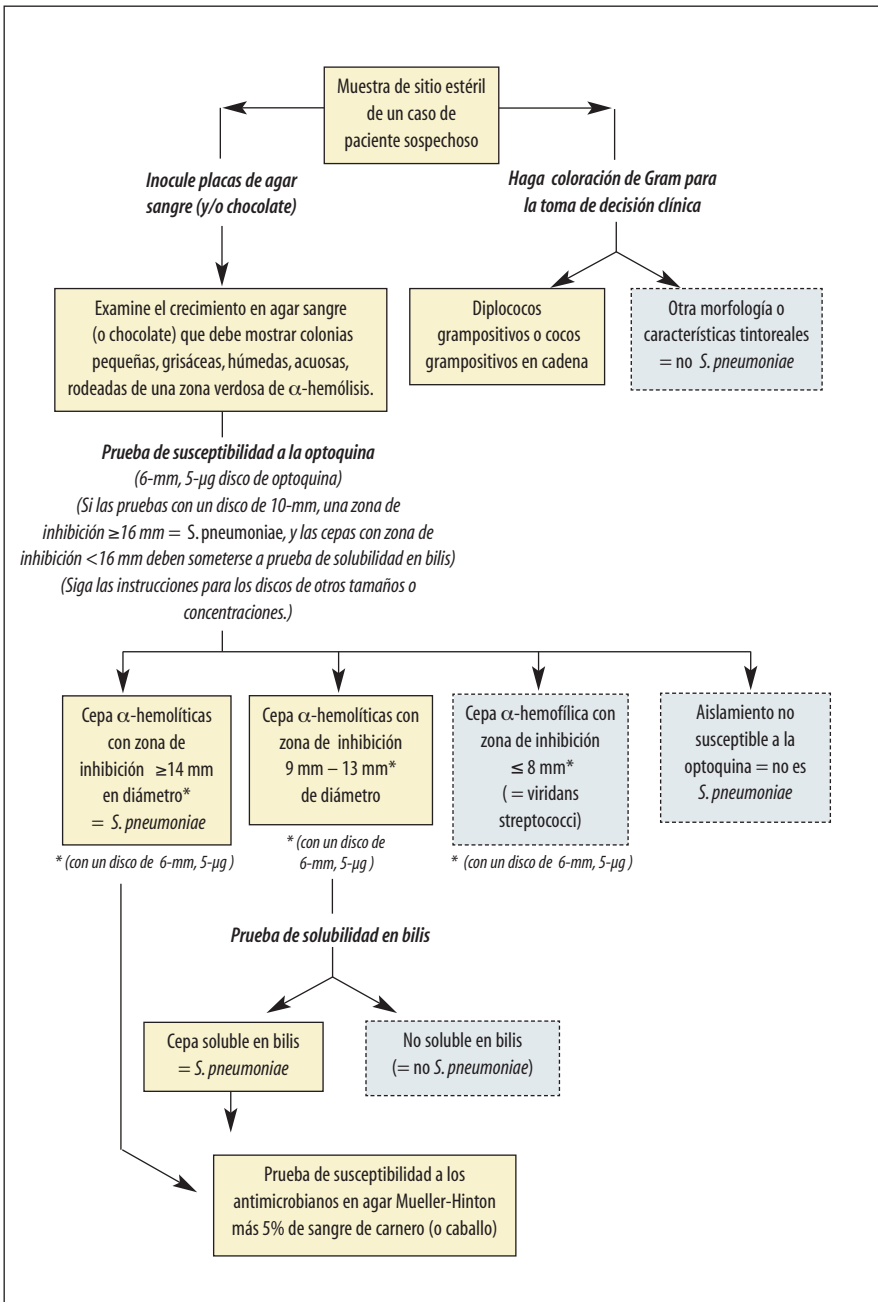 Muestra de sitio estéril
de un caso de
paciente sospechoso
Inocule placas de agar
sangre (y/o chocolate)
Haga coloración de Gram para
la toma de decisión clínica
Examine el crecimiento en agar sangre
(o chocolate) que debe mostrar colonias
pequeñas, grisáceas, húmedas, acuosas,
rodeadas de una zona verdosa de α-hemólisis.
Diplococos
grampositivos o cocos
grampositivos en cadena
Otra morfología o
características tintoreales
= no S. pneumoniae
Prueba de susceptibilidad a la optoquina
(6-mm, 5-µg disco de optoquina)
(Si las pruebas con un disco de 10-mm, una zona de
inhibición ≥16 mm = S. pneumoniae, y las cepas con zona de
inhibición <16 mm deben someterse a prueba de solubilidad en bilis)
(Siga las instrucciones para los discos de otros tamaños o
concentraciones.)
Cepa α-hemolíticas
con zona de
inhibición ≥14 mm
en diámetro*
= S. pneumoniae
* (con un disco de 6-mm, 5-µg )
Cepa α-hemolíticas con
zona de inhibición
9 mm – 13 mm*
de diámetro
* (con un disco de
6-mm, 5-µg )
Cepa α-hemofílica con
zona de inhibición
≤ 8 mm*
( = viridans
streptococci)
* (con un disco de 6-mm, 5-µg )
Aislamiento no
susceptible a la
optoquina = no es
S. pneumoniae
Prueba de solubilidad en bilis
Cepa soluble en bilis
= S. pneumoniae
No soluble en bilis
(= no S. pneumoniae)
Prueba de susceptibilidad a los
antimicrobianos en agar Mueller-Hinton
más 5% de sangre de carnero (o caballo)